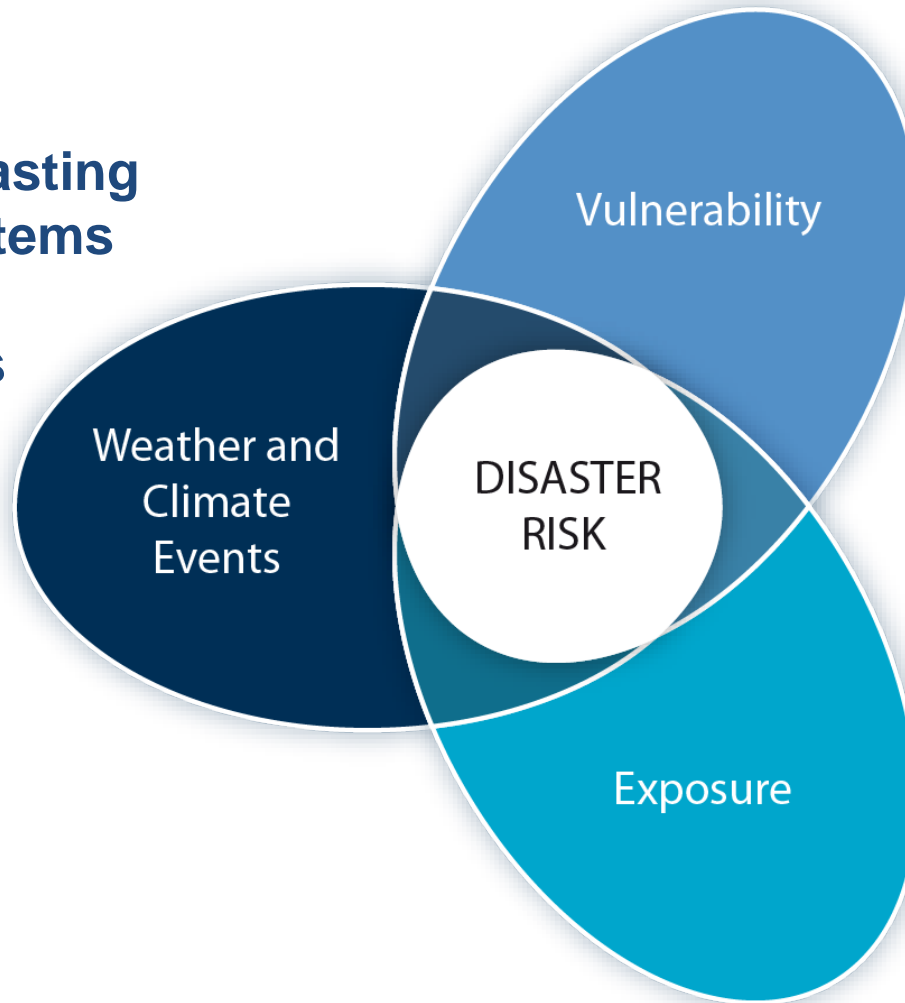 asting
tems
s
Vulnerability
Weather and
Climate
Events
DISASTER
RISK
Exposure